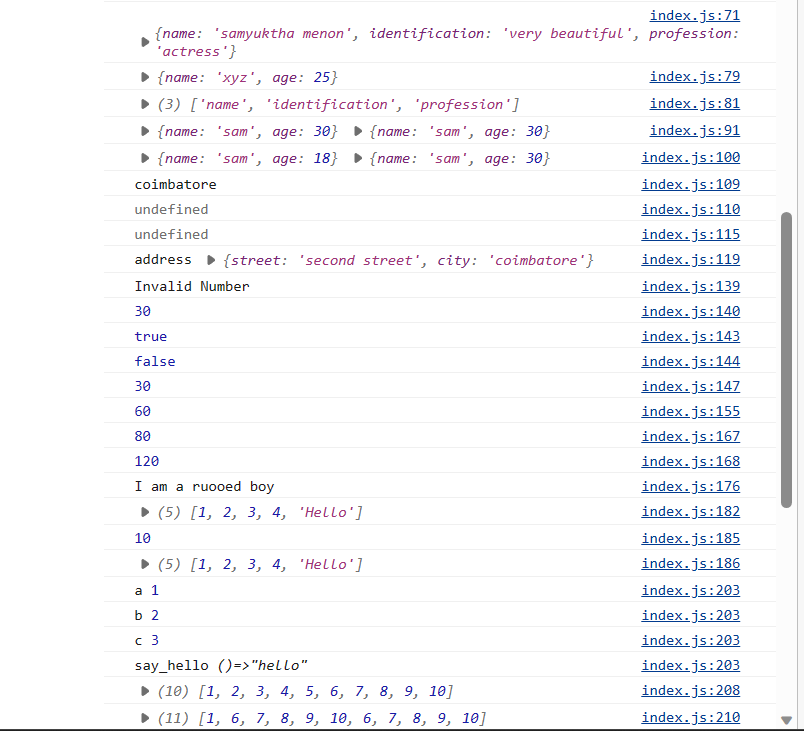 index.js:71
{name: 'samyuktha menon', identification: 'very beautiful', profession:
'actress'}
{name: 'xyz', age: 25} index.js:79
(3) ['name', 'identification', 'profession'] index.js:81
{name: 'sam', age: 30} {name: 'sam', age: 30} index.js:91
{name: 'sam', age: 18} {name: 'sam', age: 30} index.js:100
coimbatore index.js:109
undefined index.js:110
undefined index.js:115
address {street: 'second street', city: 'coimbatore'} index.js:119
Invalid Number index.js:139
30 index.js:140
true index.js:143
false index.js:144
30 index.js:147
60 index.js:155
80 index.js:167
120 index.js:168
I am a ruooed boy index.js:176
(5) [1, 2, 3, 4, 'Hello'] index.js:182
10 index.js:185
(5) [1, 2, 3, 4, 'Hello'] index.js:186
a 1 index.js:203
b 2 index.js:203
c 3 index.js:203
say_hello ()=>"hello" index.js:203
(10) [1, 2, 3, 4, 5, 6, 7, 8, 9, 10] index.js:208
(11) [1, 6, 7, 8, 9, 10, 6, 7, 8, 9, 10] index.js:210